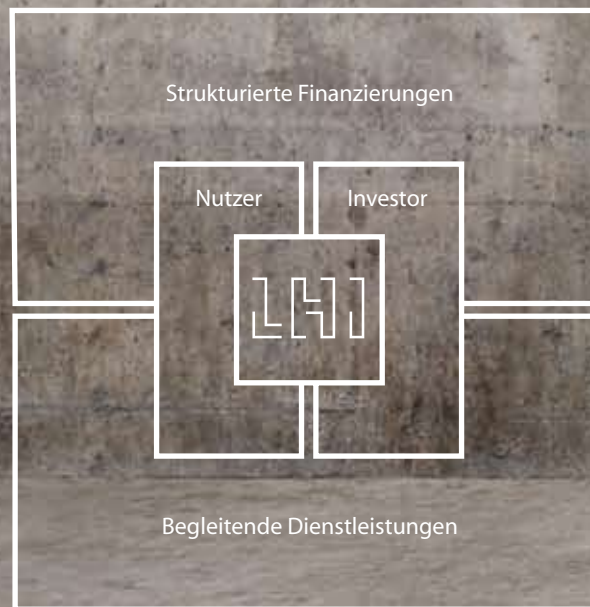 Strukturierte Finanzierungen
Nutzer
Investor
LHI
Begleitende Dienstleistungen